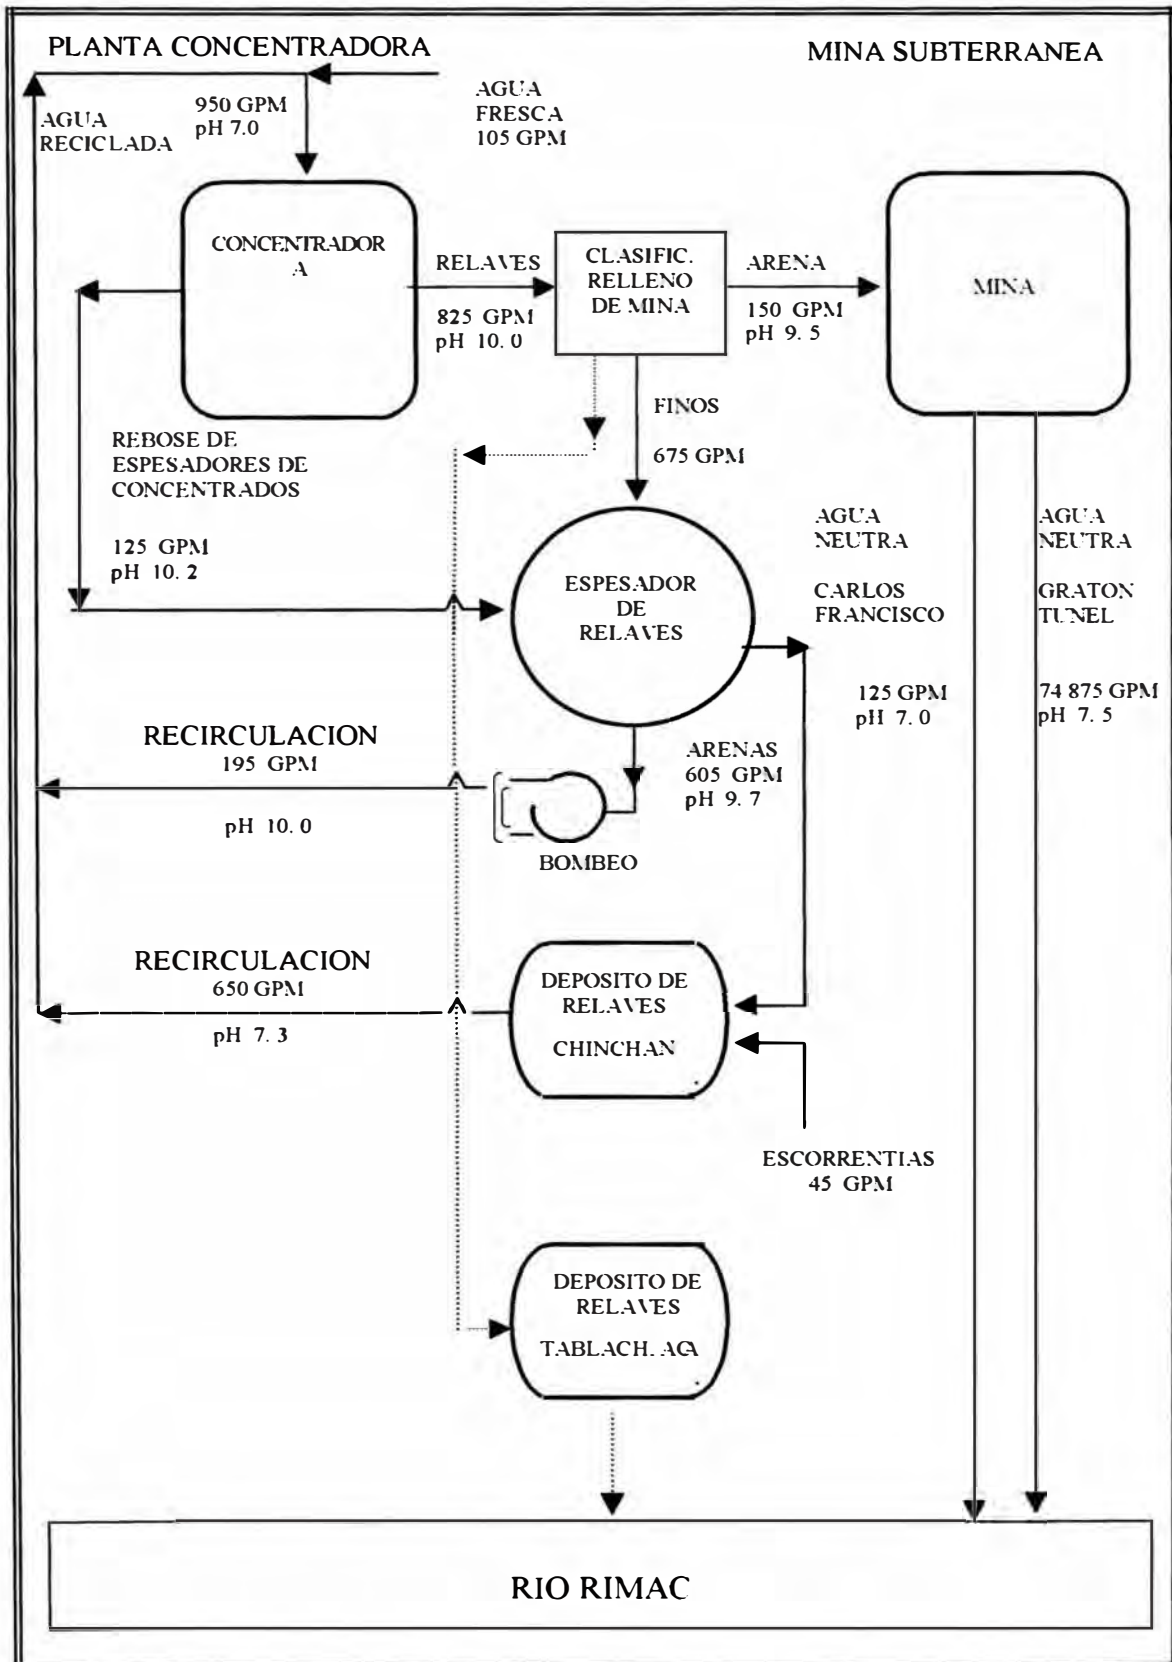 PLANTA CONCENTRADORA
MINA SUBTERRANEA
AGUA
RECICLADA
950 GPM
pH 7.0
AGUA
FRESCA
105 GPM
CONCENTRADOR
A
RELAVES
825 GPM
pH 10.0
CLASIFIC.
RELLENO
DE MINA
ARENA
150 GPM
pH 9.5
MINA
FINOS
675 GPM
REBOSE DE
ESPESADORES DE
CONCENTRADOS
125 GPM
pH 10.2
ESPESADOR
DE
RELAVES
AGUA
NEUTRA
CARLOS
FRANCISCO
125 GPM
pH 7.0
AGUA
NEUTRA
GRATON
TUNEL
74 875 GPM
pH 7.5
RECIRCULACION
195 GPM
pH 10.0
ARENAS
605 GPM
pH 9.7
BOMBEO
RECIRCULACION
650 GPM
pH 7.3
DEPOSITO DE
RELAVES
CHINCHAN
ESCORRENTIAS
45 GPM
DEPOSITO DE
RELAVES
TABLACH.ACA
RIO RIMAC